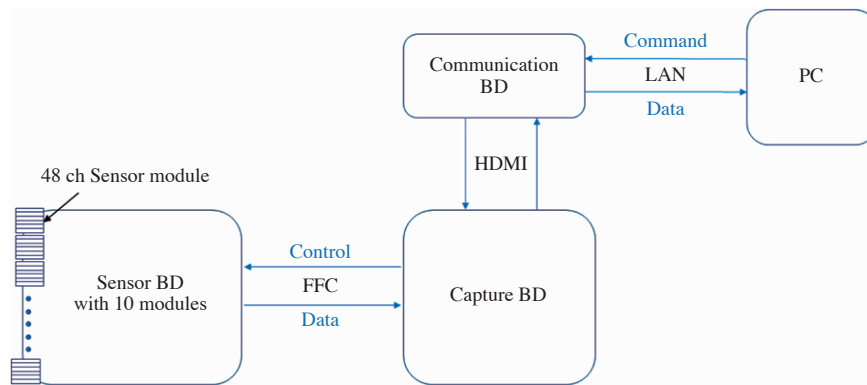 Communication
BD
Command
LAN
Data
PC
HDMI
48 ch Sensor module
Sensor BD
with 10 modules
Control
FFC
Data
Capture BD